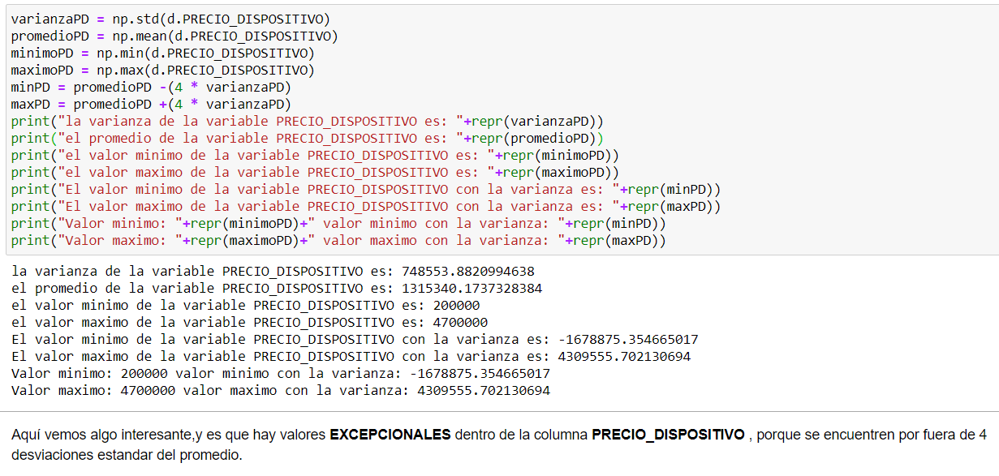 varianzaPD = np.std(d.PRECIO_DISPOSITIVO)
promedioPD = np.mean(d.PRECIO_DISPOSITIVO)
minimoPD = np.min(d.PRECIO_DISPOSITIVO)
maximoPD = np.max(d.PRECIO_DISPOSITIVO)
minPD = promedioPD -(4 * varianzaPD)
maxPD = promedioPD +(4 * varianzaPD)
print("la varianza de la variable PRECIO_DISPOSITIVO es: "+repr(varianzaPD))
print("el promedio de la variable PRECIO_DISPOSITIVO es: "+repr(promedioPD))
print("el valor minimo de la variable PRECIO_DISPOSITIVO es: "+repr(minimoPD))
print("el valor maximo de la variable PRECIO_DISPOSITIVO es: "+repr(maximoPD))
print("El valor minimo de la variable PRECIO_DISPOSITIVO con la varianza es: "+repr(minPD))
print("El valor maximo de la variable PRECIO_DISPOSITIVO con la varianza es: "+repr(maxPD))
print("Valor minimo: "+repr(minimoPD)+" valor minimo con la varianza: "+repr(minPD))
print("Valor maximo: "+repr(maximoPD)+" valor maximo con la varianza: "+repr(maxPD))
la varianza de la variable PRECIO_DISPOSITIVO es: 748553.8820994638
el promedio de la variable PRECIO_DISPOSITIVO es: 1315340.1737328384
el valor minimo de la variable PRECIO_DISPOSITIVO es: 200000
el valor maximo de la variable PRECIO_DISPOSITIVO es: 4700000
El valor minimo de la variable PRECIO_DISPOSITIVO con la varianza es: -1678875.354665017
El valor maximo de la variable PRECIO_DISPOSITIVO con la varianza es: 4309555.702130694
Valor minimo: 200000 valor minimo con la varianza: -1678875.354665017
Valor maximo: 4700000 valor maximo con la varianza: 4309555.702130694
Aquí vemos algo interesante,y es que hay valores EXCEPCIONALES dentro de la columna PRECIO_DISPOSITIVO , porque se encuentren por fuera de 4
desviaciones estandar del promedio.